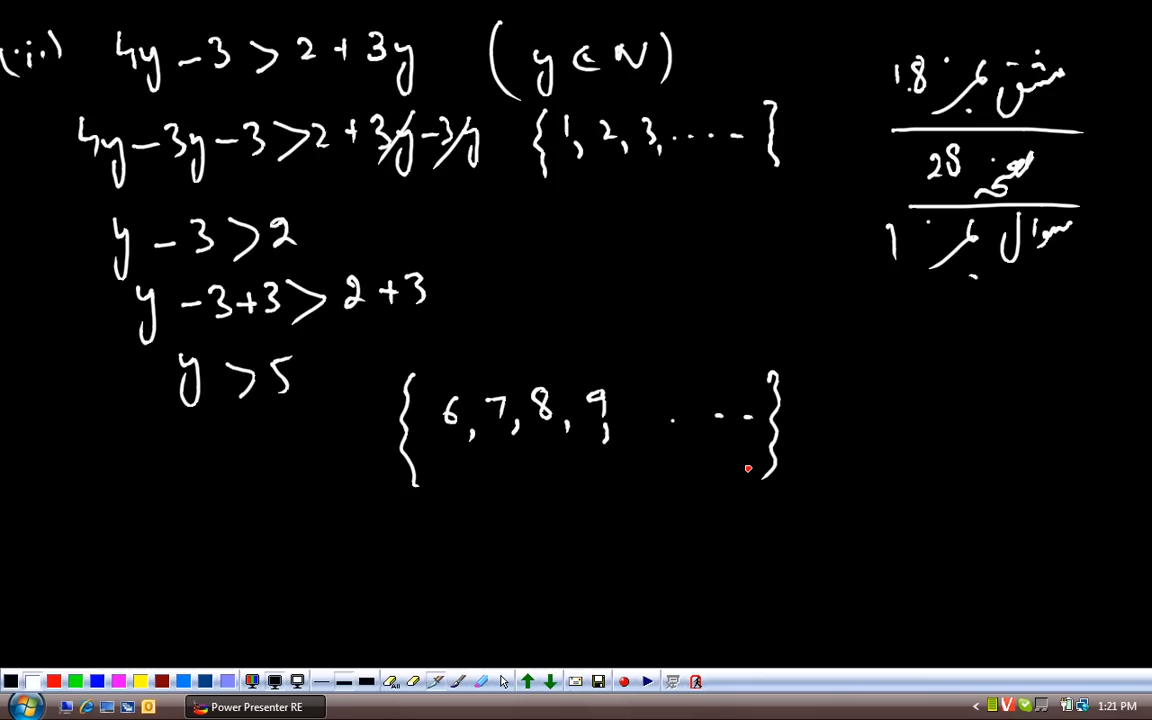 (ii) 4y - 3 > 2 + 3y (y ∈ N)
4y - 3y - 3 > 2 + 3y - 3y {1, 2, 3, ....--}
y - 3 > 2
y - 3 + 3 > 2 + 3
y > 5
{6, 7, 8, 9, . --}
مشق نمبر 1.8
صفحہ 28
سوال نمبر 1
Power Presenter RE
1:21 PM